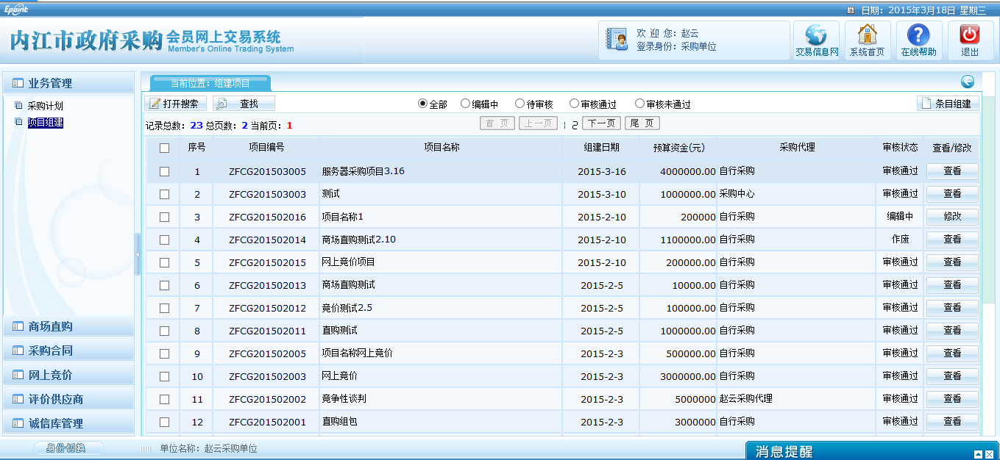 Epoint
日期：2015年3月18日 星期三
内江市政府采购 会员网上交易系统
Member's Online Trading System
欢 迎 您：赵云
登录身份：采购单位
交易信息网 系统首页 在线帮助 退出
业务管理
采购计划
项目组建
商场直购
采购合同
网上竞价
评价供应商
诚信库管理
当前位置：组建项目
打开搜索 查找 全部 编辑中 待审核 审核通过 审核未通过 条目组建
记录总数：23 总页数：2 当前页：1 首 页 上一页 1 2 下一页 尾 页
序号 项目编号 项目名称 组建日期 预算资金(元) 采购代理 审核状态 查看/修改
1 ZFCG201503005 服务器采购项目3.16 2015-3-16 4000000.00 自行采购 审核通过 查看
2 ZFCG201503003 测试 2015-3-10 1000000.00 采购中心 审核通过 查看
3 ZFCG201502016 项目名称1 2015-2-10 200000 自行采购 编辑中 修改
4 ZFCG201502014 商场直购测试2.10 2015-2-10 1100000.00 自行采购 作废 查看
5 ZFCG201502015 网上竞价项目 2015-2-10 200000.00 自行采购 审核通过 查看
6 ZFCG201502013 商场直购测试 2015-2-5 10000.00 自行采购 审核通过 查看
7 ZFCG201502012 竞价测试2.5 2015-2-5 100000.00 自行采购 审核通过 查看
8 ZFCG201502011 直购测试 2015-2-5 1000000.00 自行采购 审核通过 查看
9 ZFCG201502005 项目名称网上竞价 2015-2-3 500000.00 自行采购 审核通过 查看
10 ZFCG201502003 网上竞价 2015-2-3 3000000.00 自行采购 审核通过 查看
11 ZFCG201502002 竞争性谈判 2015-2-3 5000000 赵云采购代理 审核通过 查看
12 ZFCG201502001 直购组包 2015-2-3 3000000 自行采购 审核通过 查看
身份切换 单位名称：赵云采购单位 消息提醒